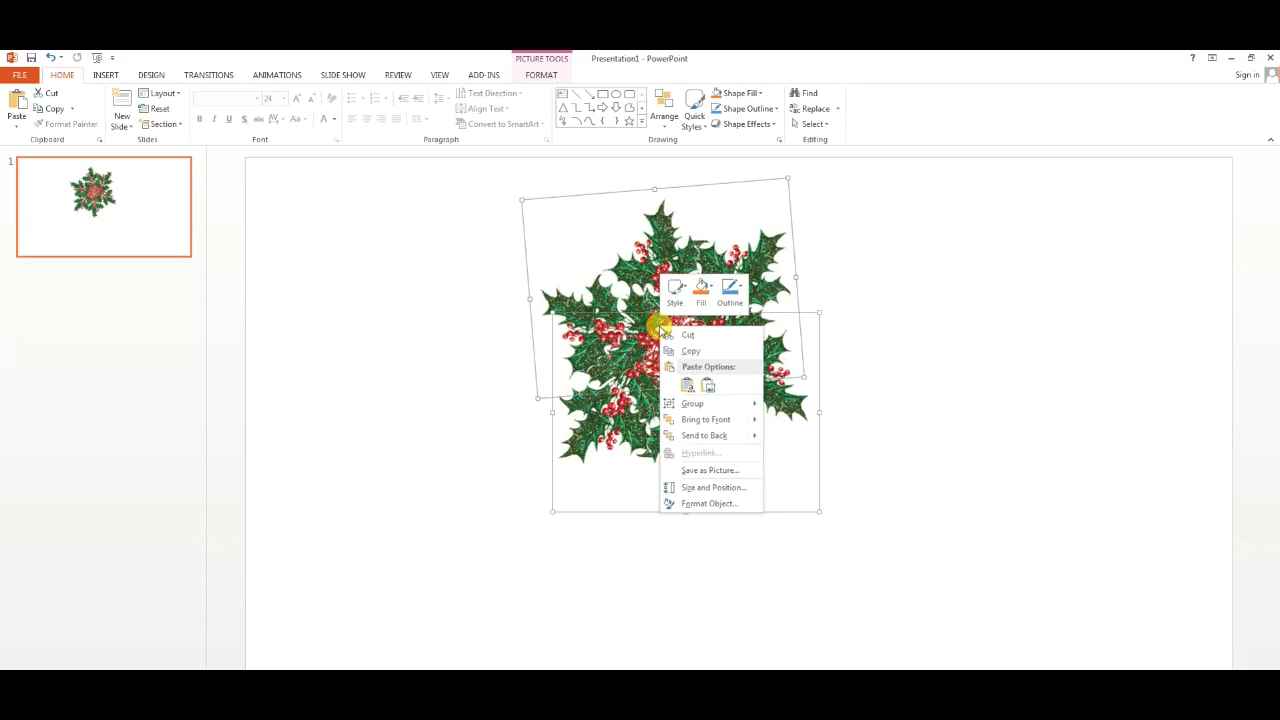 PICTURE TOOLS
Presentation1 - PowerPoint
?
FILE HOME INSERT DESIGN TRANSITIONS ANIMATIONS SLIDE SHOW REVIEW VIEW ADD-INS FORMAT Sign in
Paste
Cut
Copy
Format Painter
Clipboard
New
Slide
Layout
Reset
Section
Slides
24
B I U S abc AV Aa A
Font
Text Direction
Align Text
Convert to SmartArt
Paragraph
Arrange
Quick
Styles
Shape Fill
Shape Outline
Shape Effects
Drawing
Find
Replace
Select
Editing
1
Style Fill Outline
Cut
Copy
Paste Options:
Group
Bring to Front
Send to Back
Hyperlink...
Save as Picture...
Size and Position...
Format Object...